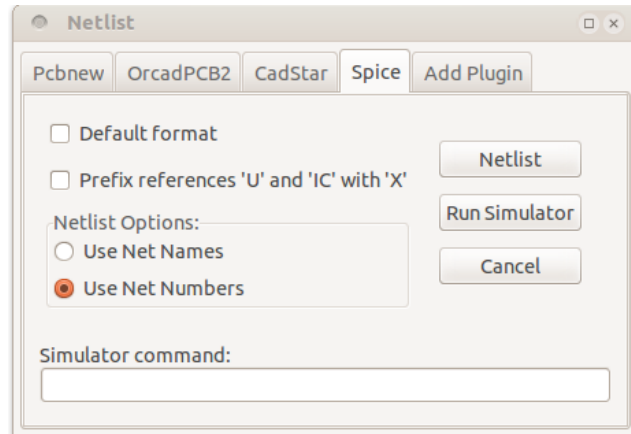 Netlist
Pcbnew OrcadPCB2 CadStar Spice Add Plugin
Default format
Prefix references 'U' and 'IC' with 'X'
Netlist Options:
Use Net Names
Use Net Numbers
Netlist
Run Simulator
Cancel
Simulator command: